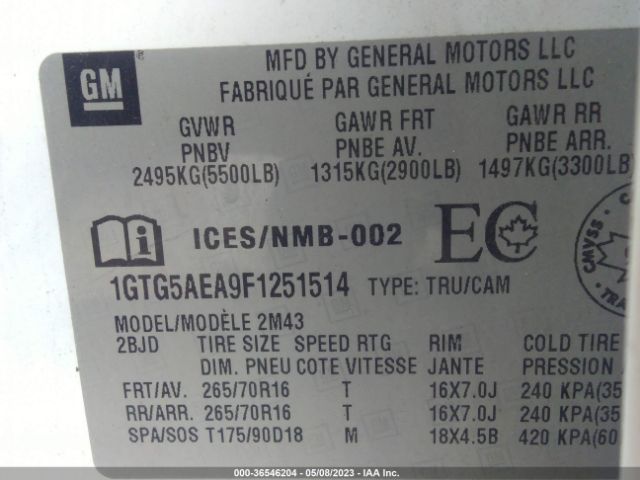 GM
MFD BY GENERAL MOTORS LLC
FABRIQUÉ PAR GENERAL MOTORS LLC
GVWR GAWR FRT GAWR RR
PNBV PNBE AV. PNBE ARR.
2495KG(5500LB) 1315KG(2900LB) 1497KG(3300LB)
i ICES/NMB-002 EC
CMVSS
1GTG5AEA9F1251514 TYPE: TRU/CAM
MODEL/MODÈLE 2M43
2BJD TIRE SIZE SPEED RTG RIM COLD TIRE
DIM. PNEU COTE VITESSE JANTE PRESSION
FRT/AV. 265/70R16 T 16X7.0J 240 KPA(35
RR/ARR. 265/70R16 T 16X7.0J 240 KPA(35
SPA/SOS T175/90D18 M 18X4.5B 420 KPA(60
000-36546204 - 05/08/2023 - IAA Inc.